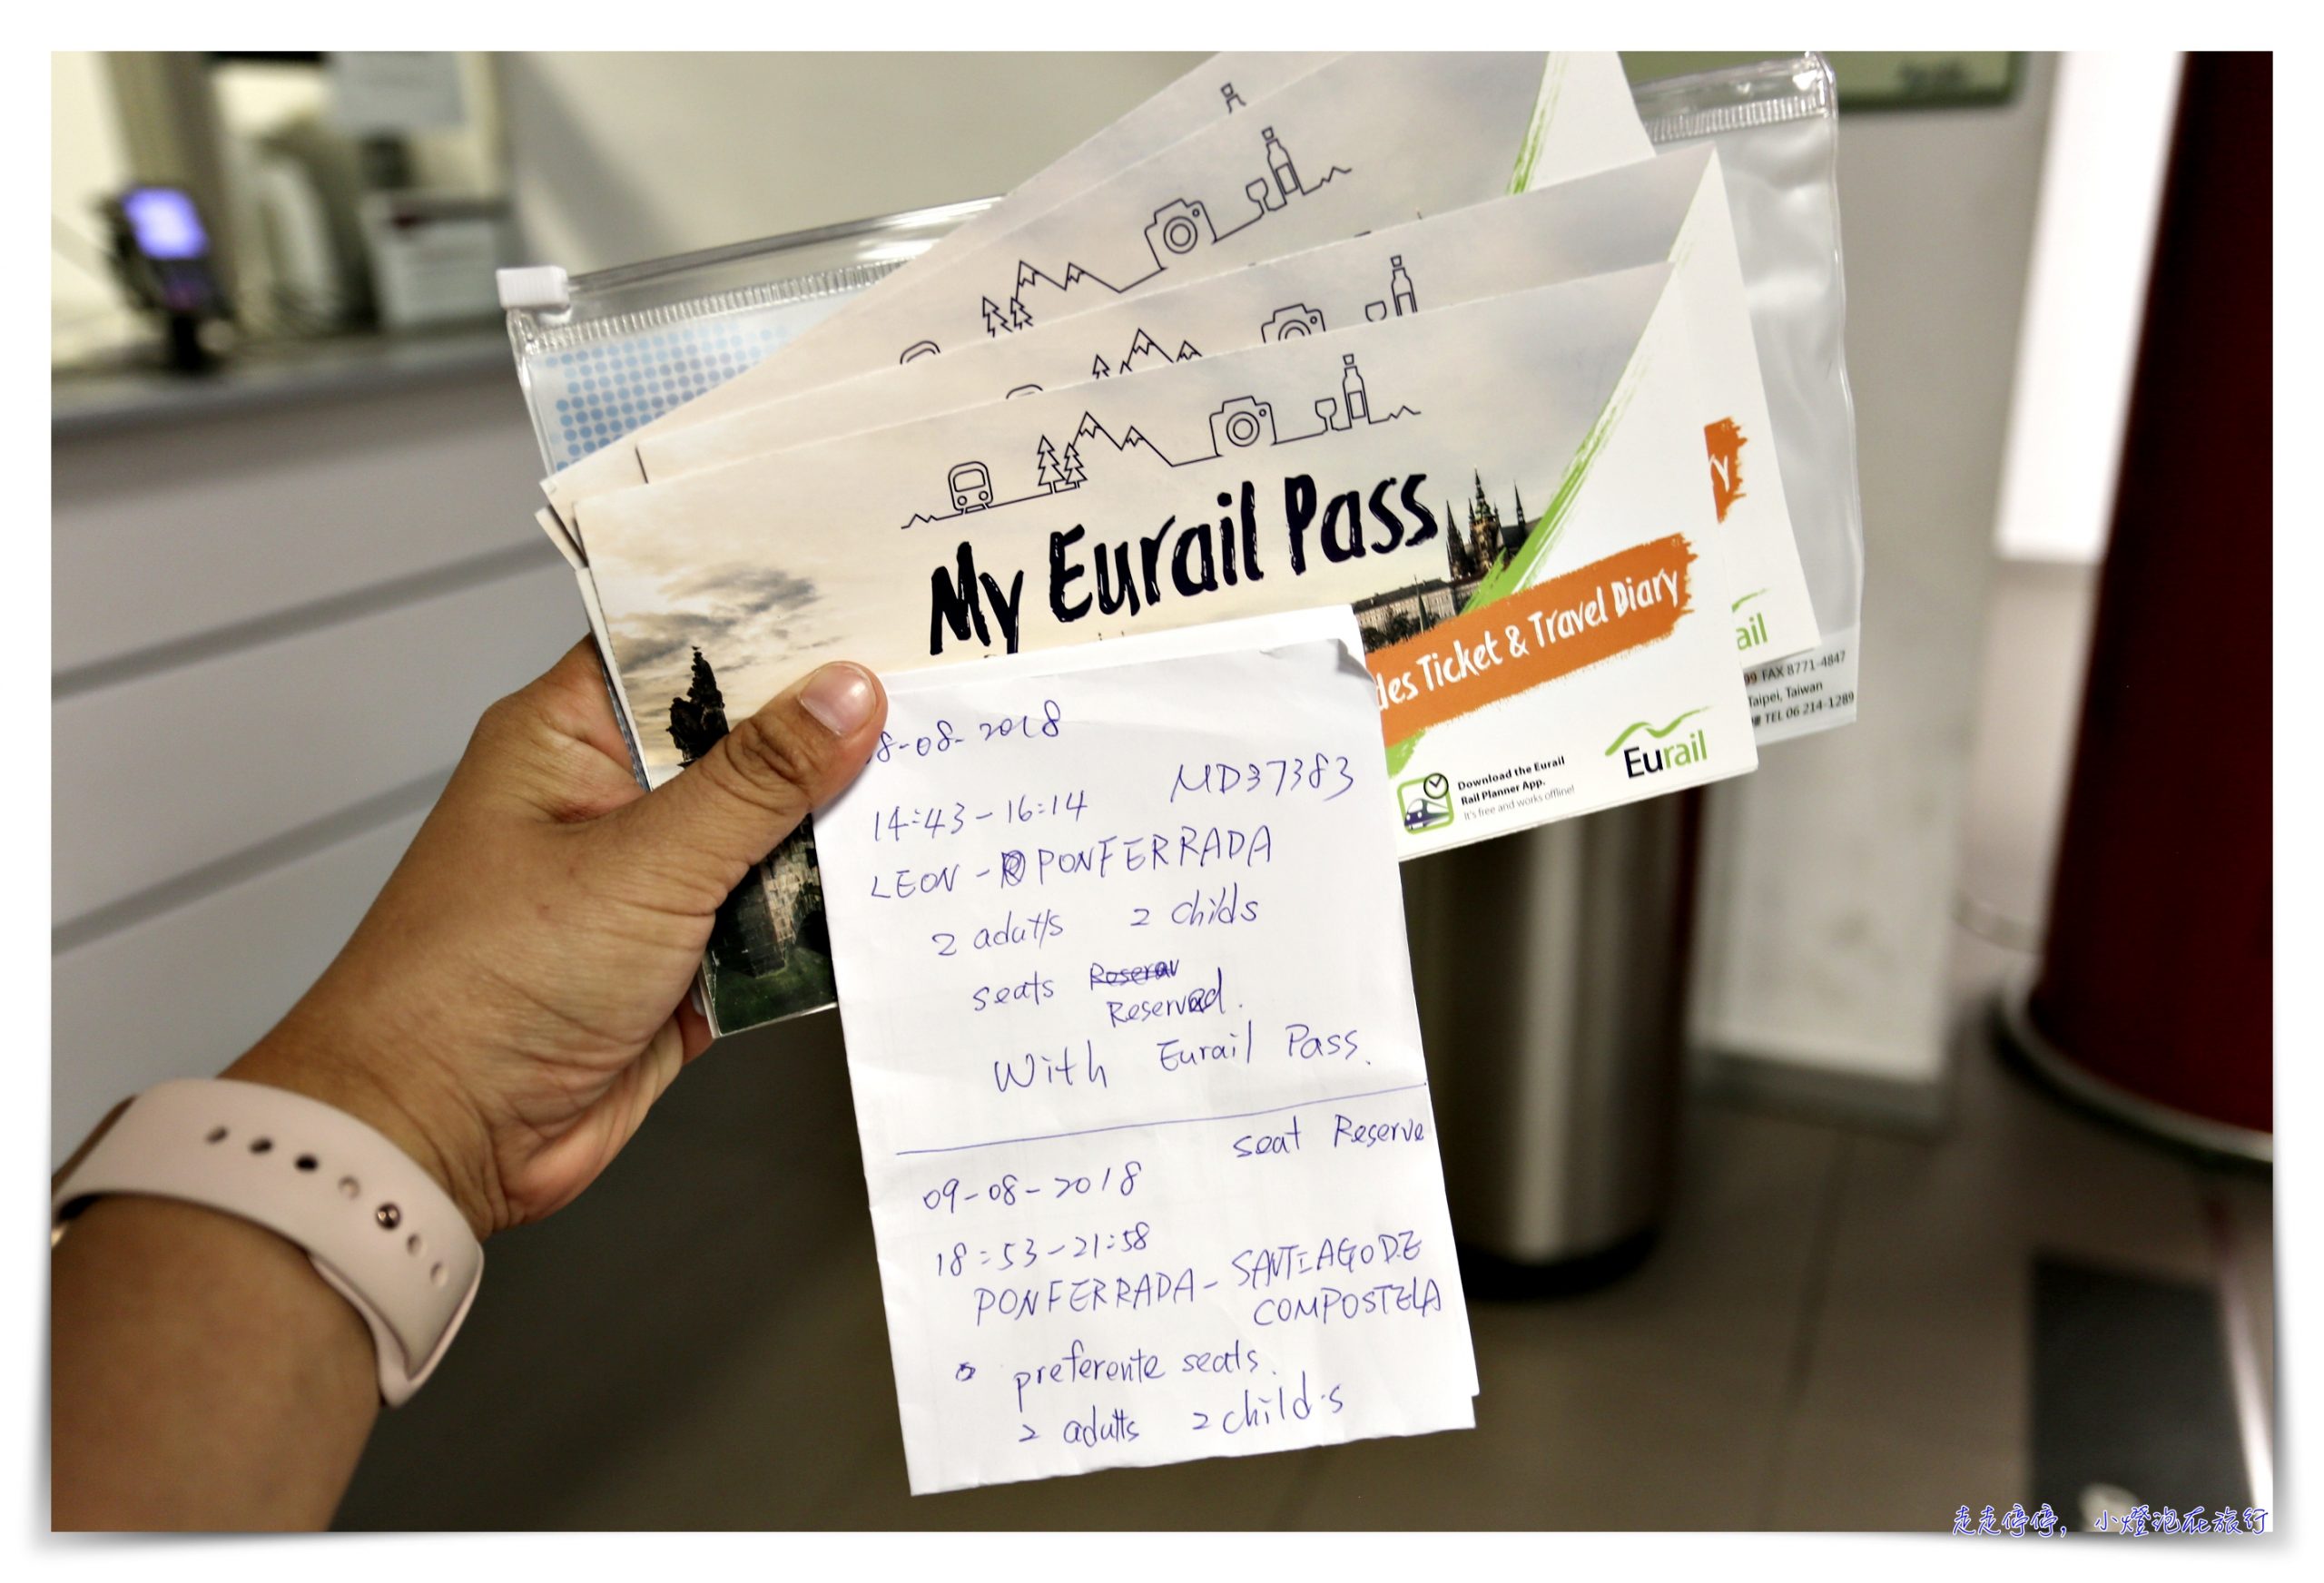 My Eurail Pass
des Ticket & Travel Diary
y
ail
99 FAX 8771-4847
Taipei, Taiwan
TEL 06 214-1289
Eurail
Download the Eurail
Rail Planner App.
It's free and works offline!
8-08-2018
14:43-16:14 MD37383
LEON - PONFERRADA
2 adults 2 childs
seats Reserved.
With Eurail Pass.
seat Reserve
09-08-2018
18:53-21:58
PONFERRADA - SANTIAGO DE
COMPOSTELA
preferente seats.
2 adults 2 childs
走走停停，小燈泡在旅行